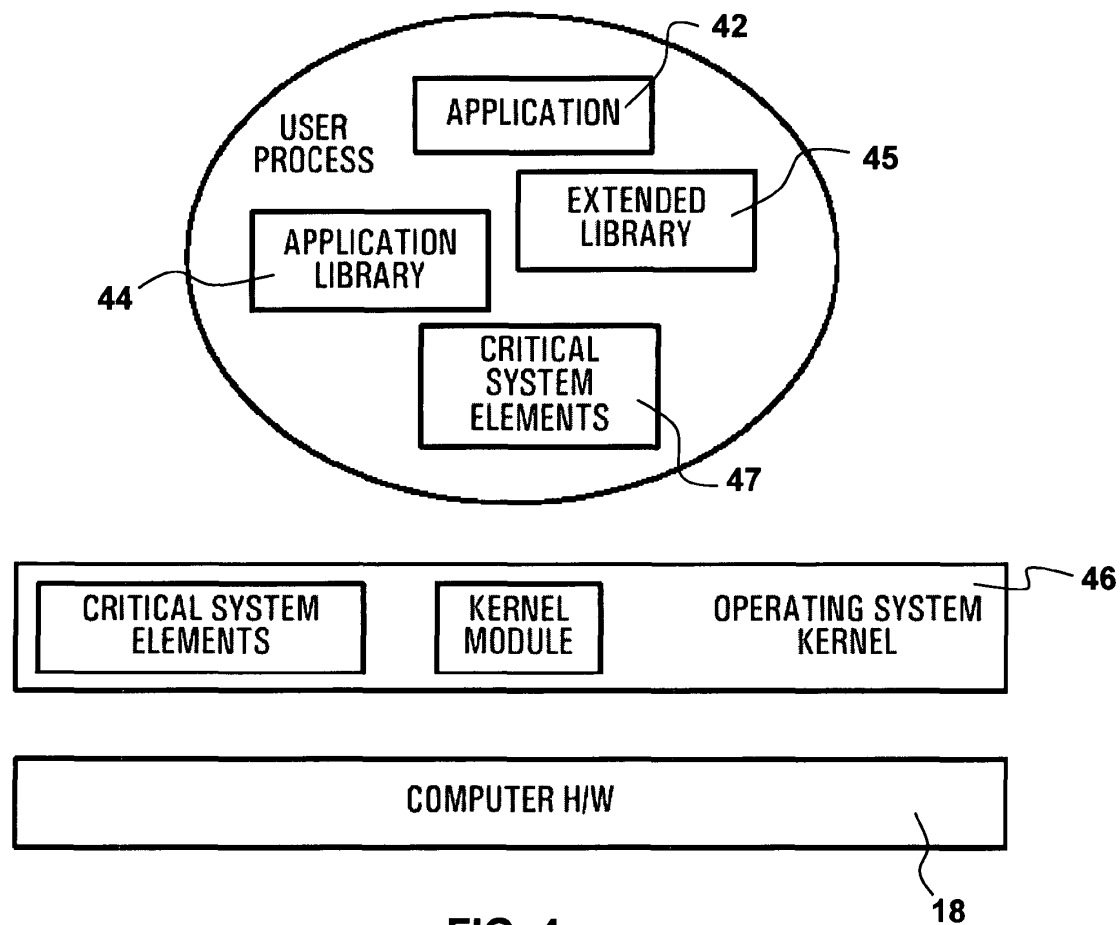 42
APPLICATION
USER
PROCESS
45
EXTENDED
LIBRARY
APPLICATION
LIBRARY
44
CRITICAL
SYSTEM
ELEMENTS
47
46
CRITICAL SYSTEM
ELEMENTS
KERNEL
MODULE
OPERATING SYSTEM
KERNEL
COMPUTER H/W
18